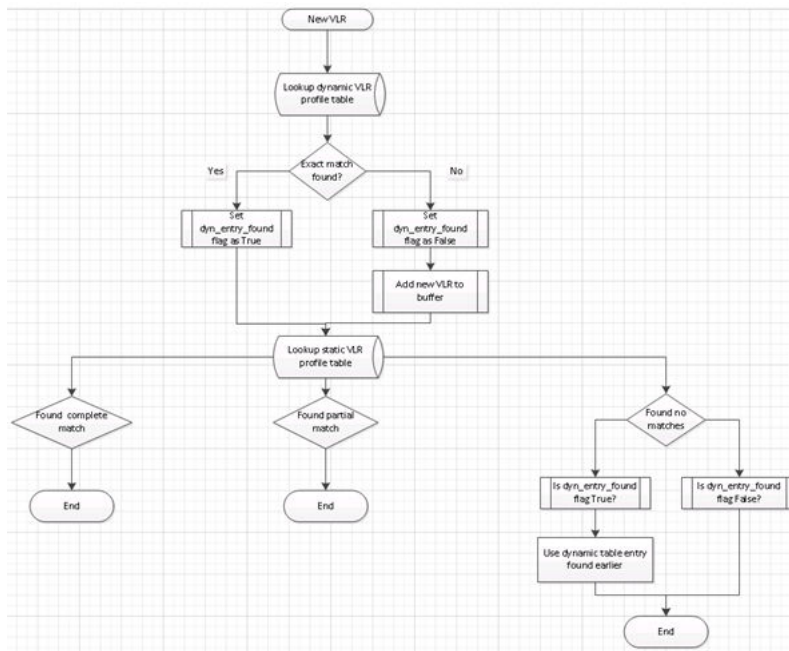 New VLR
Lookup dynamic VLR
profile table
Exact match
found?
Yes
No
Set
dyn_entry_found
flag as True
Set
dyn_entry_found
flag as False
Add new VLR to
buffer
Lookup static VLR
profile table
Found complete
match
Found partial
match
Found no
matches
End
End
Is dyn_entry_found
flag True?
Is dyn_entry_found
flag False?
Use dynamic table entry
found earlier
End